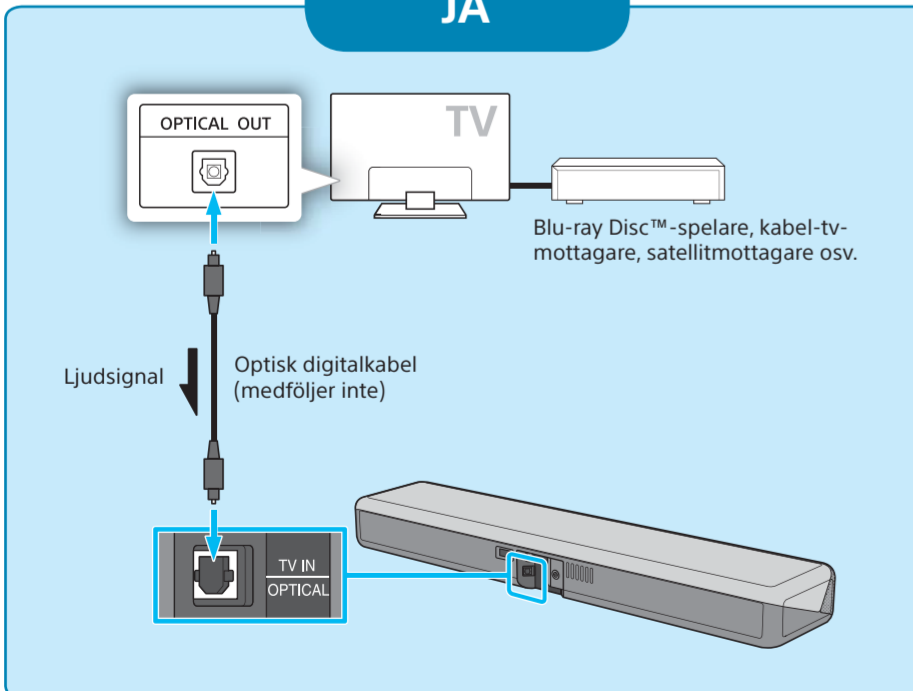 JA
OPTICAL OUT
TV
Blu-ray Disc™-spelare, kabel-tv-
mottagare, satellitmottagare osv.
Ljudsignal
Optisk digitalkabel
(medföljer inte)
TV IN
OPTICAL